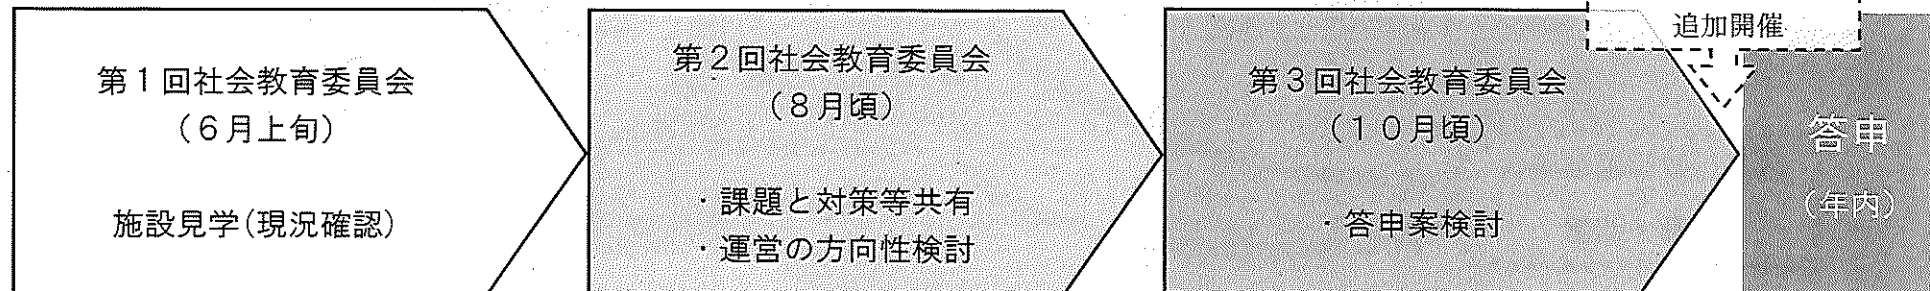 第１回社会教育委員会
（６月上旬）
施設見学(現況確認)
第２回社会教育委員会
（８月頃）
・課題と対策等共有
・運営の方向性検討
第３回社会教育委員会
（１０月頃）
・答申案検討
追加開催
答申
（年内）